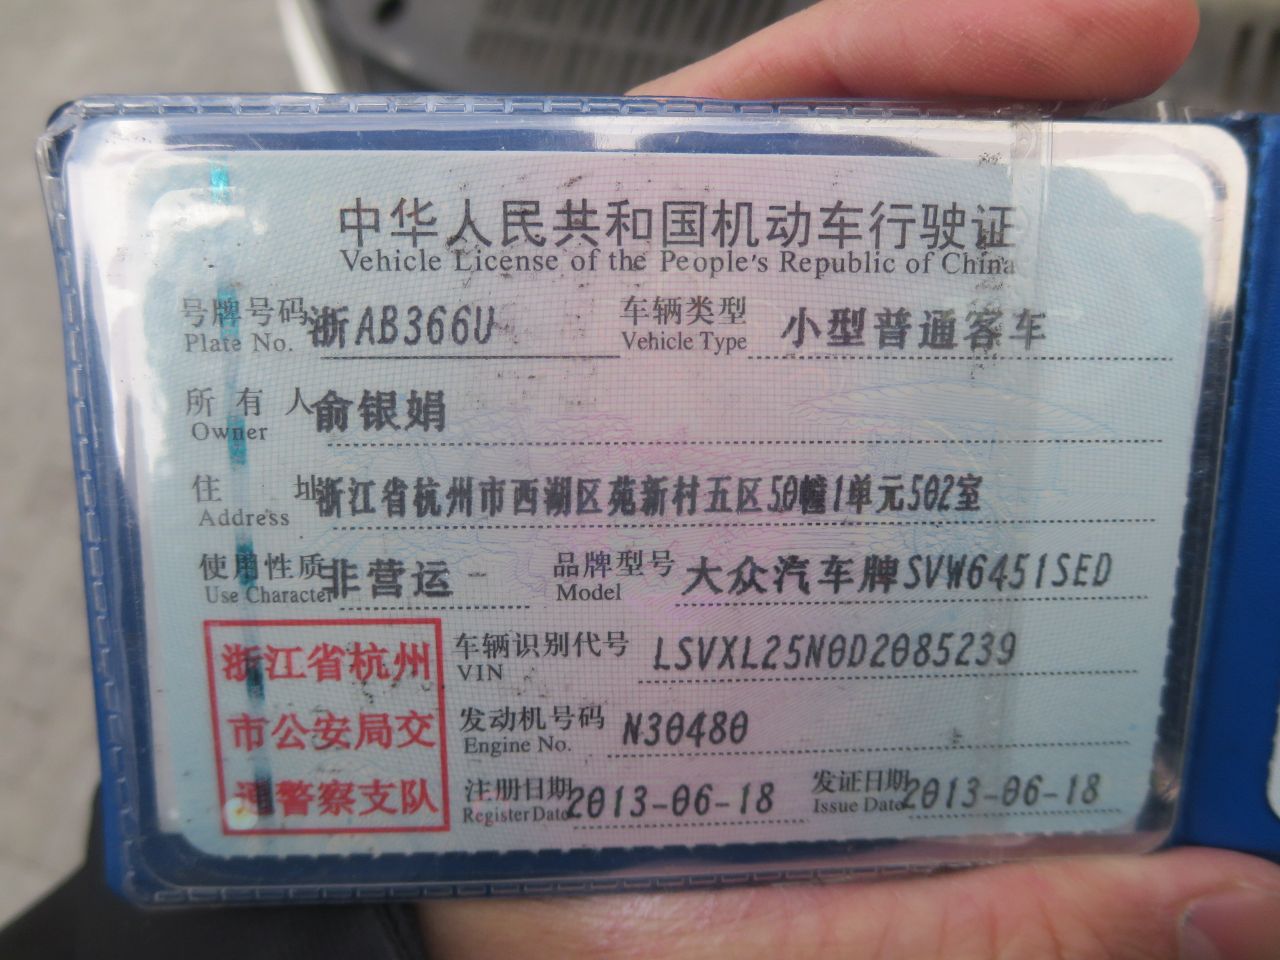 中华人民共和国机动车行驶证
Vehicle License of the People's Republic of China
号牌号码 浙AB366U 车辆类型 小型普通客车
Plate No. Vehicle Type
所有人 俞银娟
Owner
住址 浙江省杭州市西湖区苑新村五区50幢1单元502室
Address
使用性质 非营运 - 品牌型号 大众汽车牌SVW6451SED
Use Character Model
浙江省杭州
市公安局交
通警察支队
车辆识别代号 LSVXL25N0D2085239
VIN
发动机号码 N30480
Engine No.
注册日期 2013-06-18 发证日期 2013-06-18
Register Date Issue Date